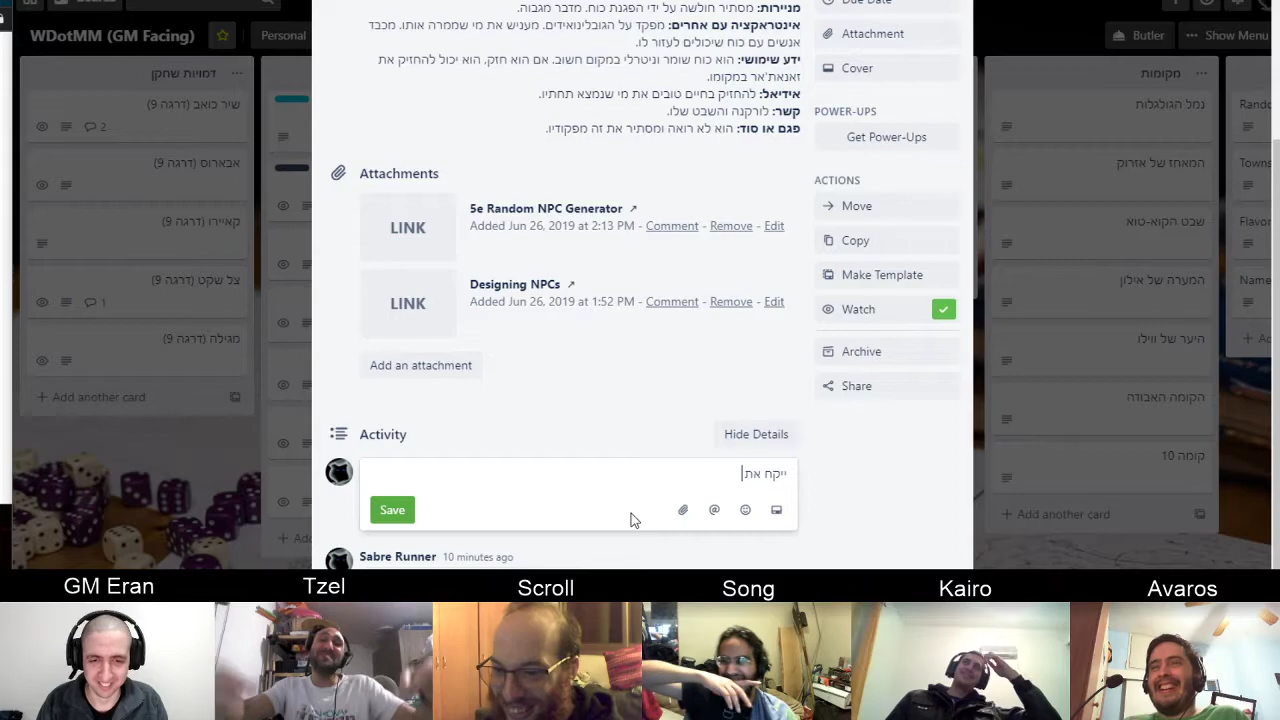 WDotMM (GM Facing)
Personal
Butler
Show Menu
דמויות שחקן
שיר כואב (דרגה 9)
2
אבארוס (דרגה 9)
קאיירו (דרגה 9)
צל שקט (דרגה 9)
1
מגילה (דרגה 9)
+ Add another card
מניירות: מסתיר חולשה על ידי הפגנת כוח. מדבר מגבוה.
אינטראקציה עם אחרים: מפקד על הגובלינואידים. מעניש את מי שממרה אותו. מכבד
אנשים עם כוח שיכולים לעזור לו.
ידע שימושי: הוא כוח שומר וניטרלי במקום חשוב. אם הוא חזק. הוא יכול להחזיק את
זאנאת'אר במקומו.
אידיאל: להחזיק בחיים טובים את מי שנמצא תחתיו.
קשר: לורקנה והשבט שלו.
פגם או סוד: הוא לא רואה ומסתיר את זה מפקודיו.
Attachments
LINK
5e Random NPC Generator ↗
Added Jun 26, 2019 at 2:13 PM - Comment - Remove - Edit
LINK
Designing NPCs ↗
Added Jun 26, 2019 at 1:52 PM - Comment - Remove - Edit
Add an attachment
Activity
Hide Details
ייקח את
Save
Sabre Runner 10 minutes ago
Due Date
Attachment
Cover
POWER-UPS
Get Power-Ups
ACTIONS
Move
Copy
Make Template
Watch
Archive
Share
מקומות
נמל הגולגלות
המאחז של אזרוק
שבט הקוא-טוא
המערה של אילון
היער של ווילו
הקומה האבודה
קומה 10
+ Add another card
GM Eran
Tzel
Scroll
Song
Kairo
Avaros